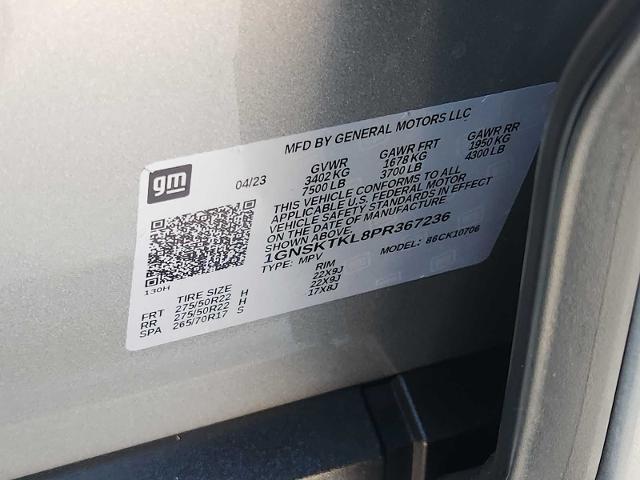 gm
MFD BY GENERAL MOTORS LLC
04/23
GVWR GAWR FRT GAWR RR
3402 KG 1678 KG 1950 KG
7500 LB 3700 LB 4300 LB
THIS VEHICLE CONFORMS TO ALL
APPLICABLE U.S. FEDERAL MOTOR
VEHICLE SAFETY STANDARDS IN EFFECT
ON THE DATE OF MANUFACTURE
SHOWN ABOVE.
1GNSKTKL8PR367236
TYPE: MPV MODEL: 86CK10706
130H
TIRE SIZE RIM
FRT 275/50R22 H 22X9J
RR 275/50R22 H 22X9J
SPA 265/70R17 S 17X8J